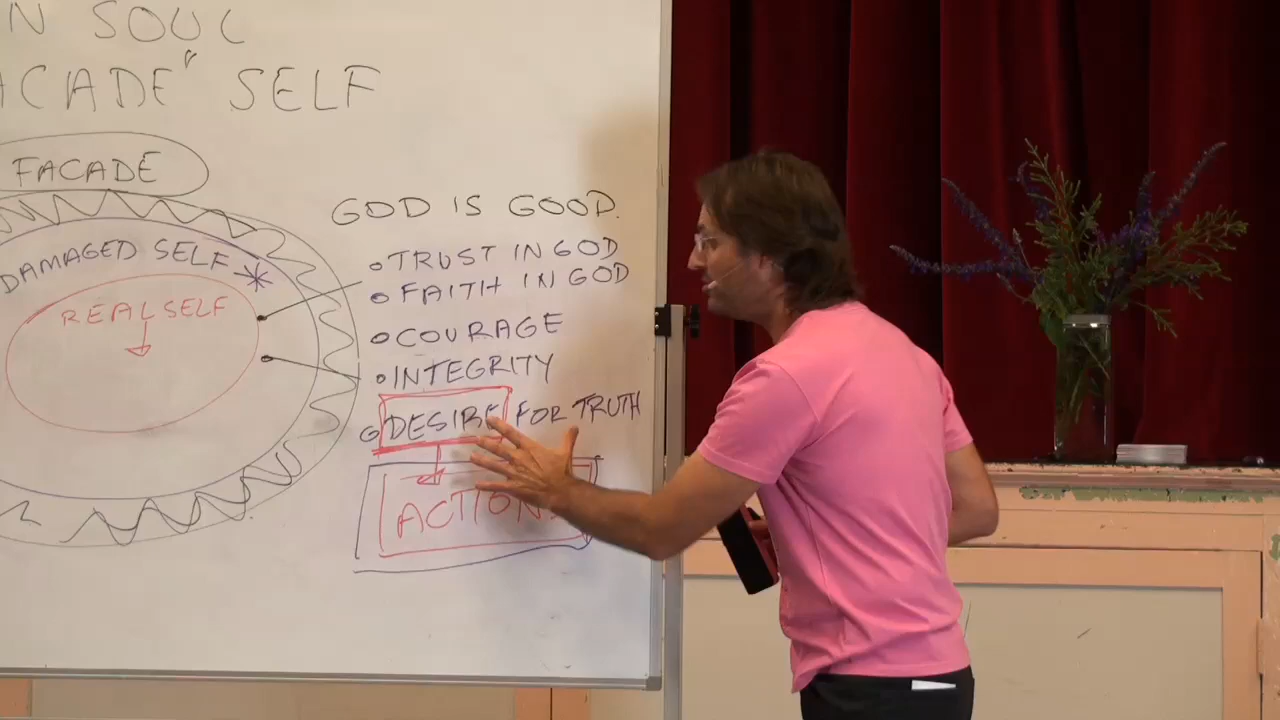 N SOUL
ACADE" SELF
FACADE
DAMAGED SELF
REAL SELF
GOD IS GOOD.
TRUST IN GOD
FAITH IN GOD
COURAGE
INTEGRITY
DESIRE FOR TRUTH
ACTION